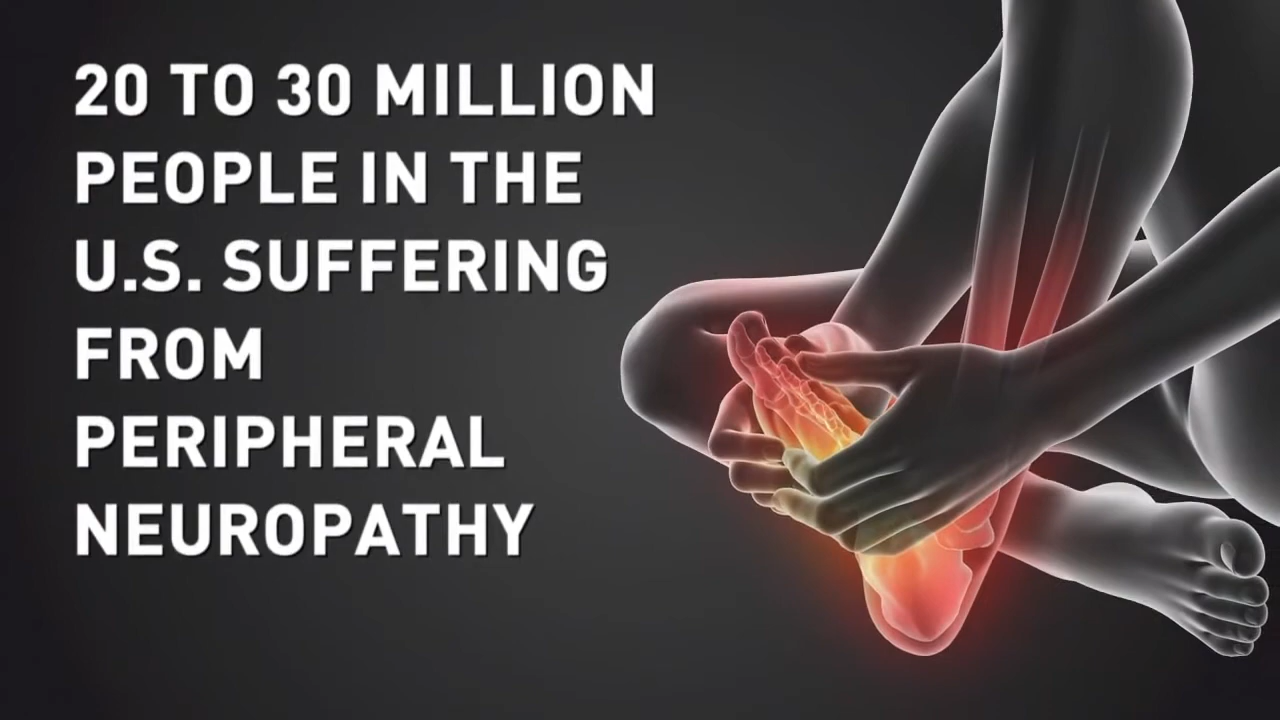 20 TO 30 MILLION
PEOPLE IN THE
U.S. SUFFERING
FROM
PERIPHERAL
NEUROPATHY